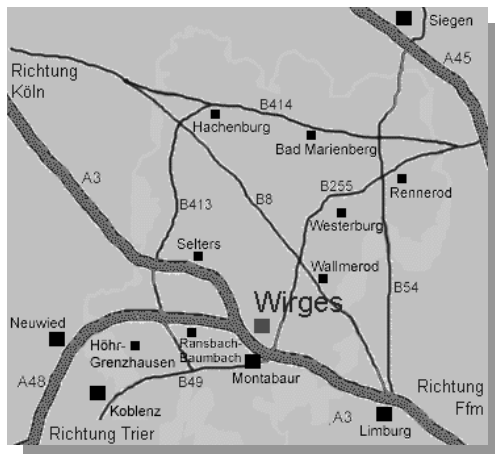 Siegen
A45
Richtung
Köln
B414
Hachenburg
Bad Marienberg
A3
B255
Rennerod
B8
B413
Westerburg
Selters
Wallmerod
B54
Wirges
Neuwied
Höhr-
Grenzhausen
Ransbach-
Baumbach
Montabaur
A48
B49
Richtung
Ffm
Koblenz
A3
Limburg
Richtung Trier